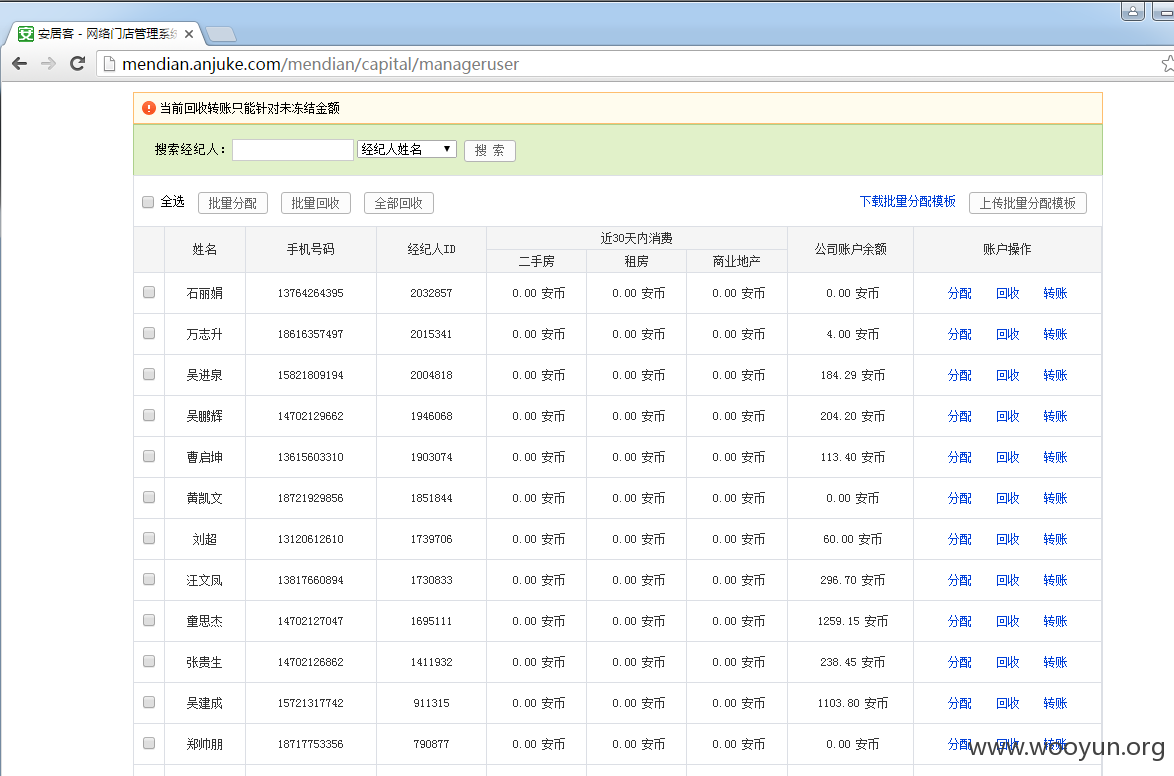 安居客 - 网络门店管理系统
mendian.anjuke.com/mendian/capital/manageruser
当前回收转账只能针对未冻结金额
搜索经纪人： 经纪人姓名 搜 索
全选 批量分配 批量回收 全部回收 下载批量分配模板 上传批量分配模板
姓名 手机号码 经纪人ID 近30天内消费 公司账户余额 账户操作
二手房 租房 商业地产
石丽娟 13764264395 2032857 0.00 安币 0.00 安币 0.00 安币 0.00 安币 分配 回收 转账
万志升 18616357497 2015341 0.00 安币 0.00 安币 0.00 安币 4.00 安币 分配 回收 转账
吴进泉 15821809194 2004818 0.00 安币 0.00 安币 0.00 安币 184.29 安币 分配 回收 转账
吴鹏辉 14702129662 1946068 0.00 安币 0.00 安币 0.00 安币 204.20 安币 分配 回收 转账
曹启坤 13615603310 1903074 0.00 安币 0.00 安币 0.00 安币 113.40 安币 分配 回收 转账
黄凯文 18721929856 1851844 0.00 安币 0.00 安币 0.00 安币 0.00 安币 分配 回收 转账
刘超 13120612610 1739706 0.00 安币 0.00 安币 0.00 安币 60.00 安币 分配 回收 转账
汪文凤 13817660894 1730833 0.00 安币 0.00 安币 0.00 安币 296.70 安币 分配 回收 转账
童思杰 14702127047 1695111 0.00 安币 0.00 安币 0.00 安币 1259.15 安币 分配 回收 转账
张贵生 14702126862 1411932 0.00 安币 0.00 安币 0.00 安币 238.45 安币 分配 回收 转账
吴建成 15721317742 911315 0.00 安币 0.00 安币 0.00 安币 1103.80 安币 分配 回收 转账
郑帅朋 18717753356 790877 0.00 安币 0.00 安币 0.00 安币 0.00 安币 分配 回收 转账
www.wooyun.org